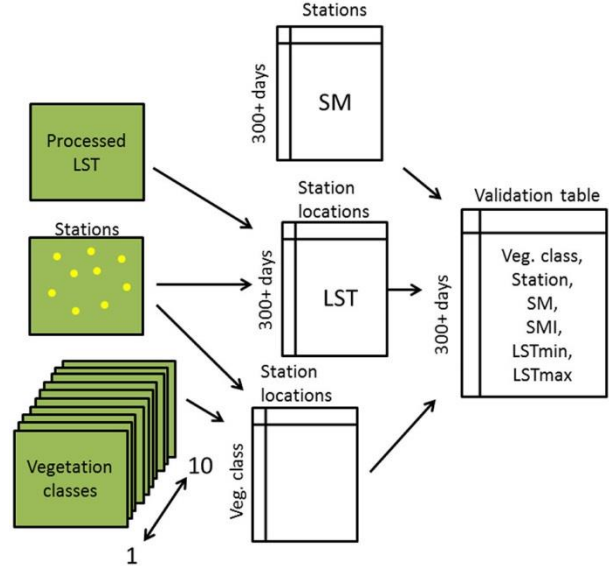 Stations
300+ days
SM
Processed
LST
Stations
Station
locations
300+ days
LST
Validation table
300+ days
Veg. class,
Station,
SM,
SMI,
LSTmin,
LSTmax
Vegetation
classes
10
1
Station
locations
Veg. class